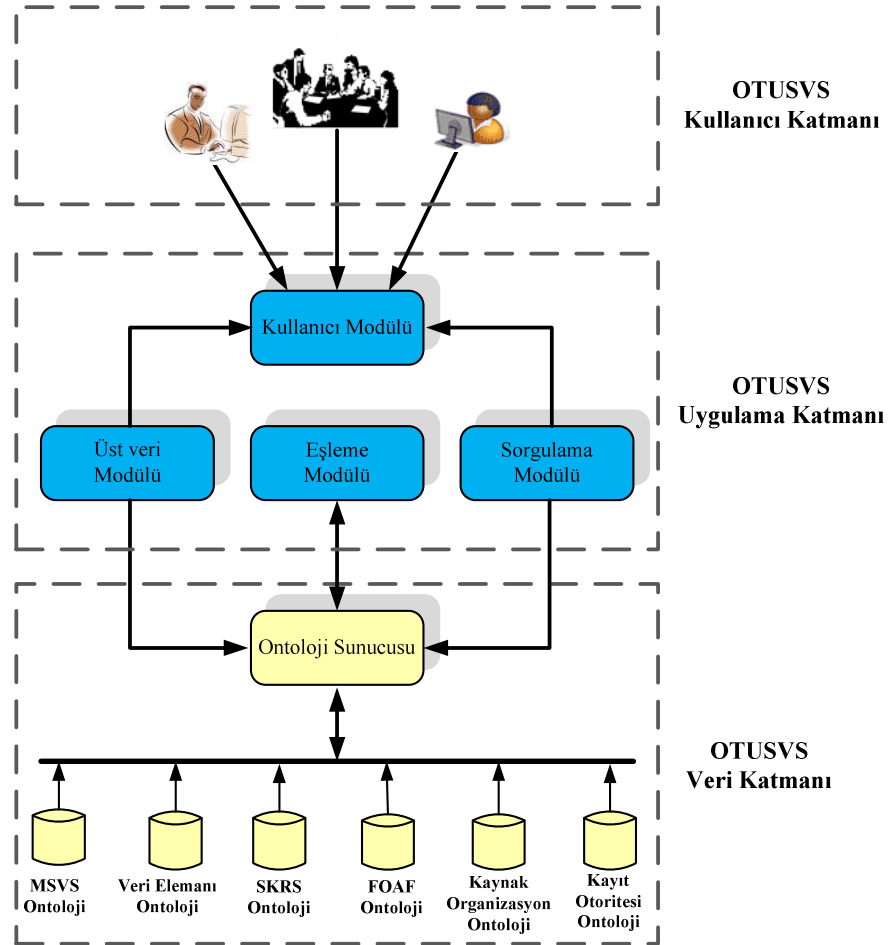 OTUSVS
Kullanıcı Katmanı
Kullanıcı Modülü
OTUSVS
Uygulama Katmanı
Üst veri
Modülü
Eşleme
Modülü
Sorgulama
Modülü
Ontoloji Sunucusu
OTUSVS
Veri Katmanı
MSVS
Ontoloji
Veri Elemanı
Ontoloji
SKRS
Ontoloji
FOAF
Ontoloji
Kaynak
Organizasyon
Ontoloji
Kayıt
Otoritesi
Ontoloji